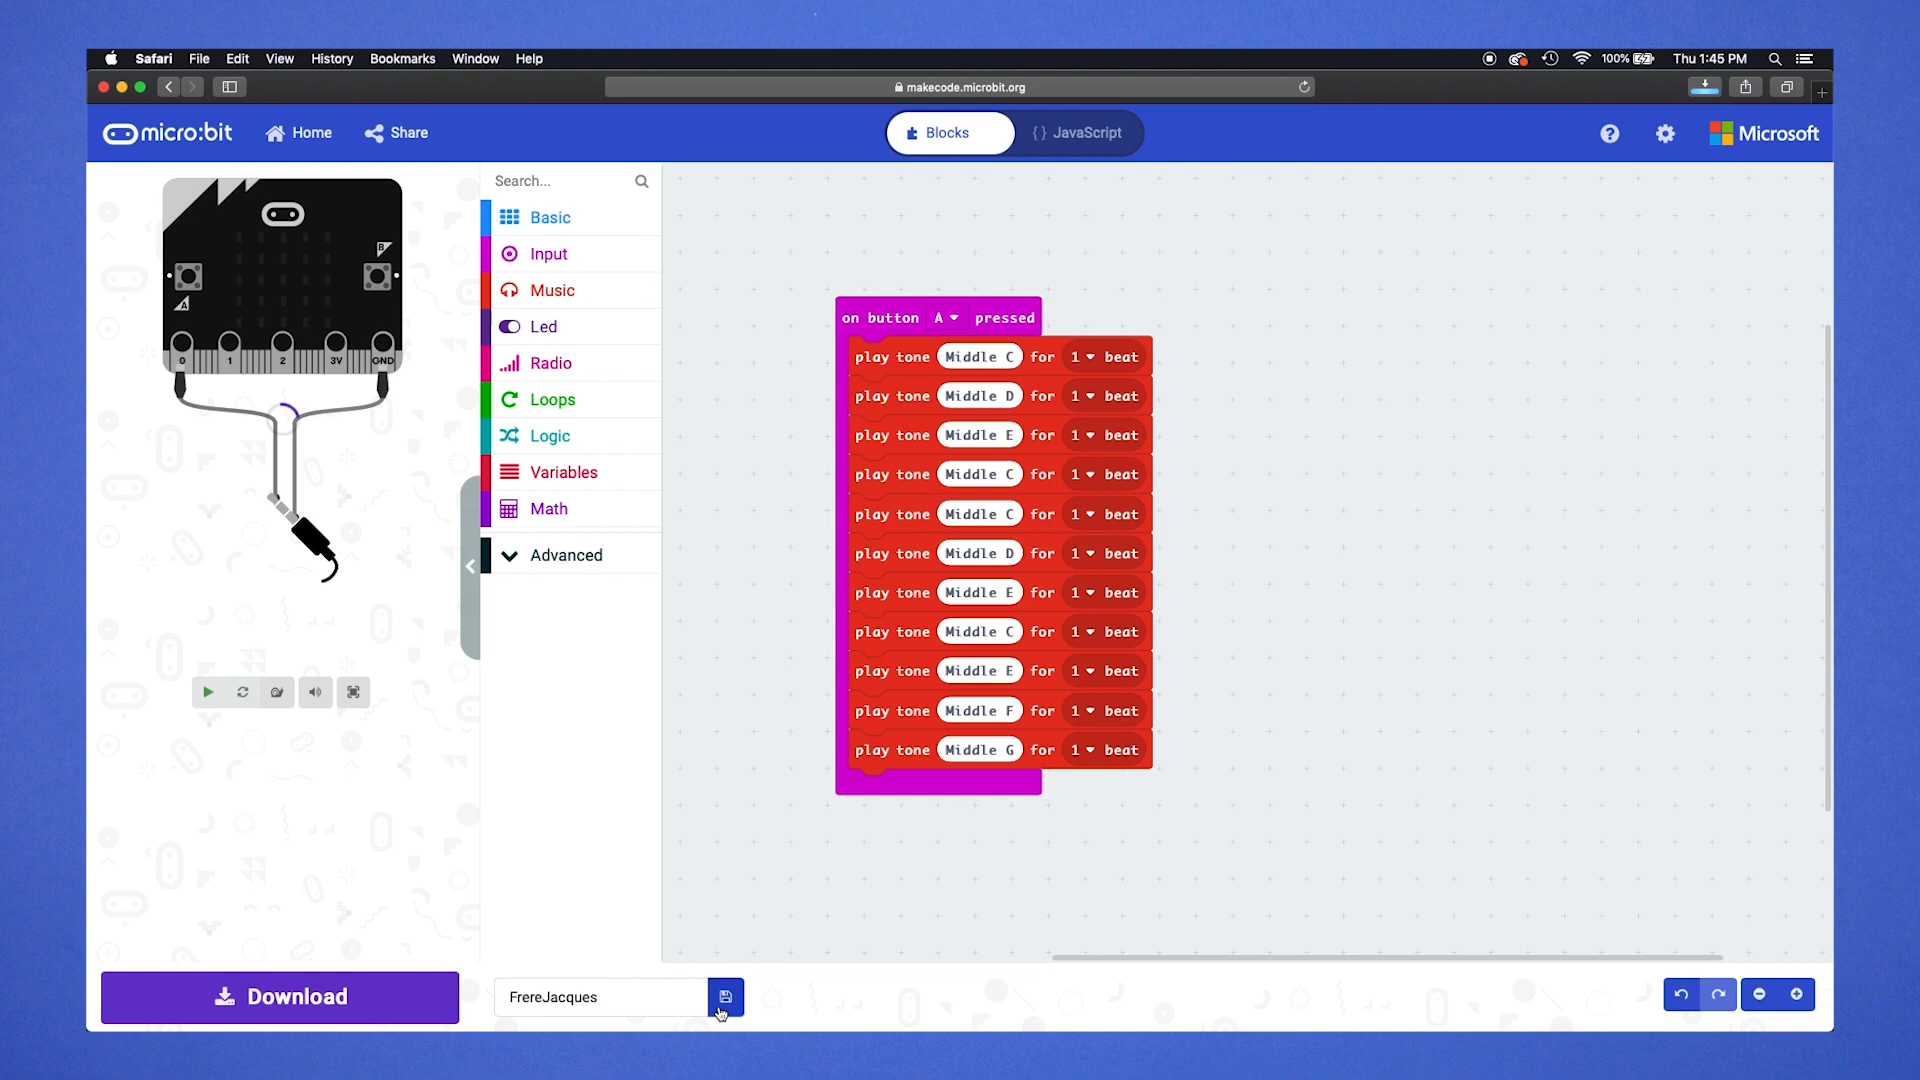 Safari File Edit View History Bookmarks Window Help
100% Thu 1:45 PM
makecode.microbit.org
micro:bit Home Share
Blocks {} JavaScript
? Microsoft
B
A
0 1 2 3V GND
Search...
Basic
Input
Music
Led
Radio
Loops
Logic
Variables
Math
Advanced
on button A pressed
play tone Middle C for 1 beat
play tone Middle D for 1 beat
play tone Middle E for 1 beat
play tone Middle C for 1 beat
play tone Middle C for 1 beat
play tone Middle D for 1 beat
play tone Middle E for 1 beat
play tone Middle C for 1 beat
play tone Middle E for 1 beat
play tone Middle F for 1 beat
play tone Middle G for 1 beat
Download
FrereJacques